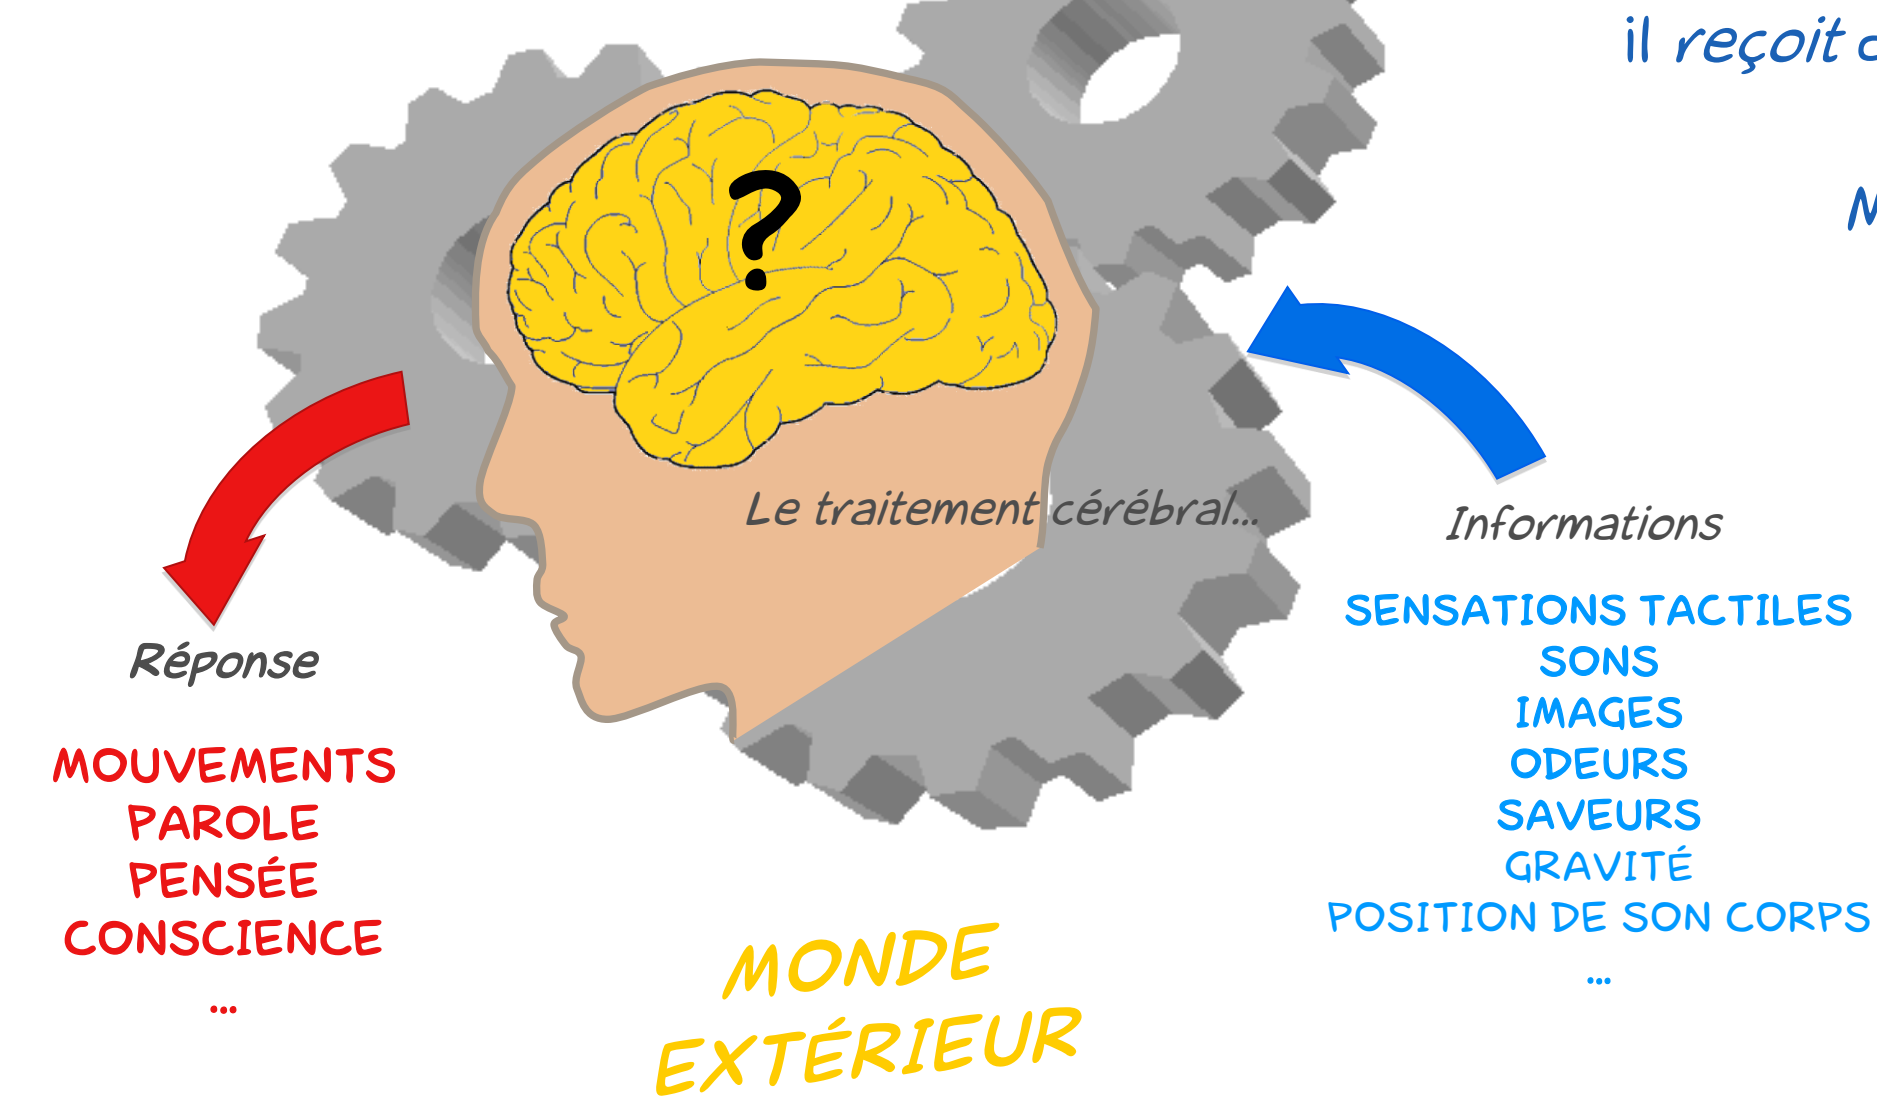 il reçoit
?
Le traitement cérébral...
Informations
SENSATIONS TACTILES
SONS
IMAGES
ODEURS
SAVEURS
GRAVITÉ
POSITION DE SON CORPS
...
Réponse
MOUVEMENTS
PAROLE
PENSÉE
CONSCIENCE
...
MONDE
EXTÉRIEUR